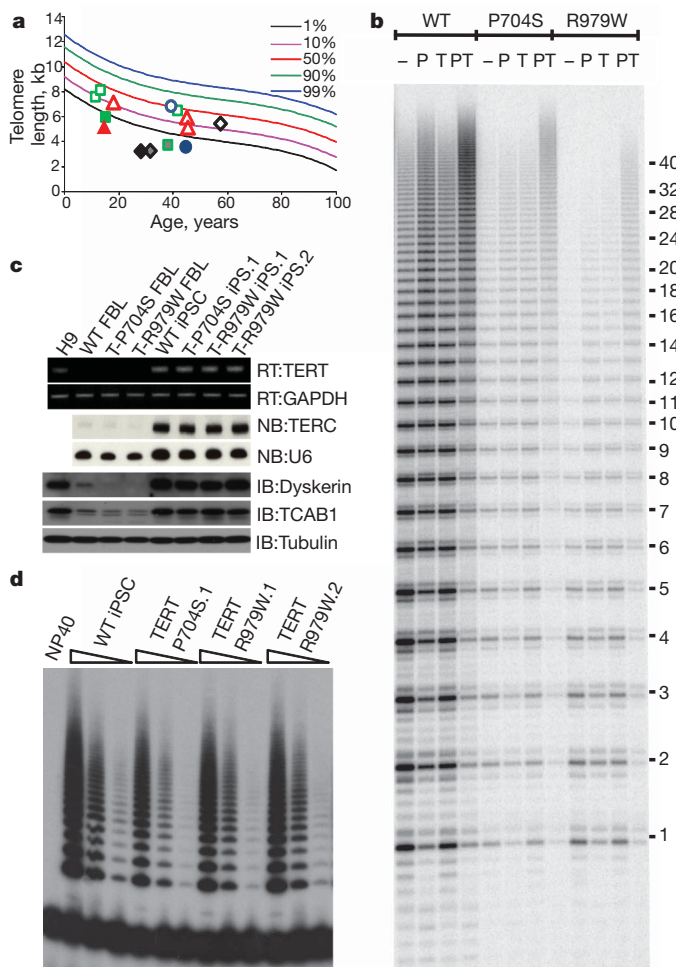 a
14
12
10
8
6
4
2
0
Telomere
length, kb
1%
10%
50%
90%
99%
0 20 40 60 80 100
Age, years
b
WT P704S R979W
– P T PT – P T PT – P T PT
40
32
28
24
20
18
16
14
12
11
10
9
8
7
6
5
4
3
2
1
c
H9
WT FBL
T-P704S FBL
T-R979W FBL
WT iPSC
T-P704S iPS.1
T-R979W iPS.1
T-R979W iPS.2
RT:TERT
RT:GAPDH
NB:TERC
NB:U6
IB:Dyskerin
IB:TCAB1
IB:Tubulin
d
NP40
WT iPSC
TERT
P704S.1
TERT
R979W.1
TERT
R979W.2